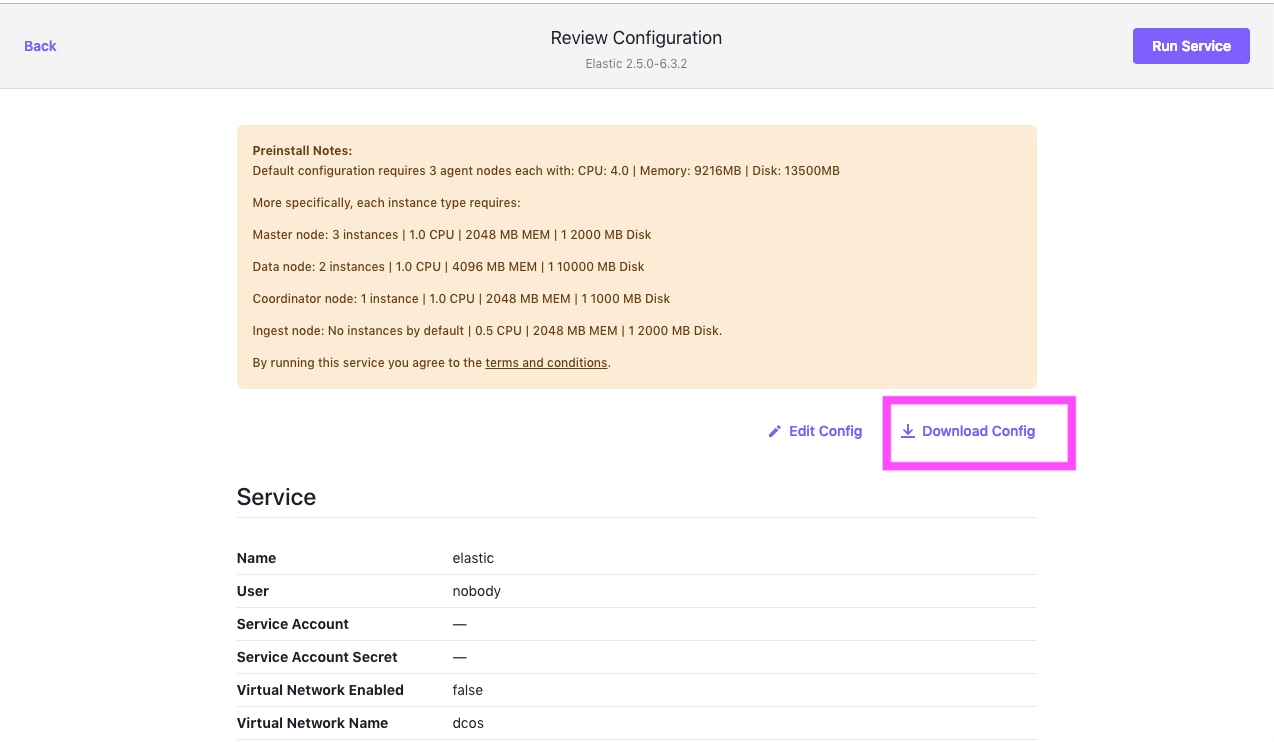 Back
Review Configuration
Elastic 2.5.0-6.3.2
Run Service
Preinstall Notes:
Default configuration requires 3 agent nodes each with: CPU: 4.0 | Memory: 9216MB | Disk: 13500MB
More specifically, each instance type requires:
Master node: 3 instances | 1.0 CPU | 2048 MB MEM | 1 2000 MB Disk
Data node: 2 instances | 1.0 CPU | 4096 MB MEM | 1 10000 MB Disk
Coordinator node: 1 instance | 1.0 CPU | 2048 MB MEM | 1 1000 MB Disk
Ingest node: No instances by default | 0.5 CPU | 2048 MB MEM | 1 2000 MB Disk.
By running this service you agree to the terms and conditions.
Edit Config
Download Config
Service
Name elastic
User nobody
Service Account —
Service Account Secret —
Virtual Network Enabled false
Virtual Network Name dcos